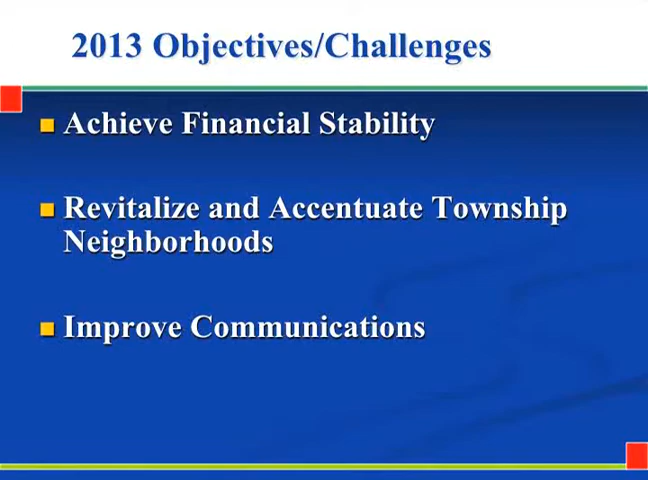 2013 Objectives/Challenges
Achieve Financial Stability
Revitalize and Accentuate Township
Neighborhoods
Improve Communications